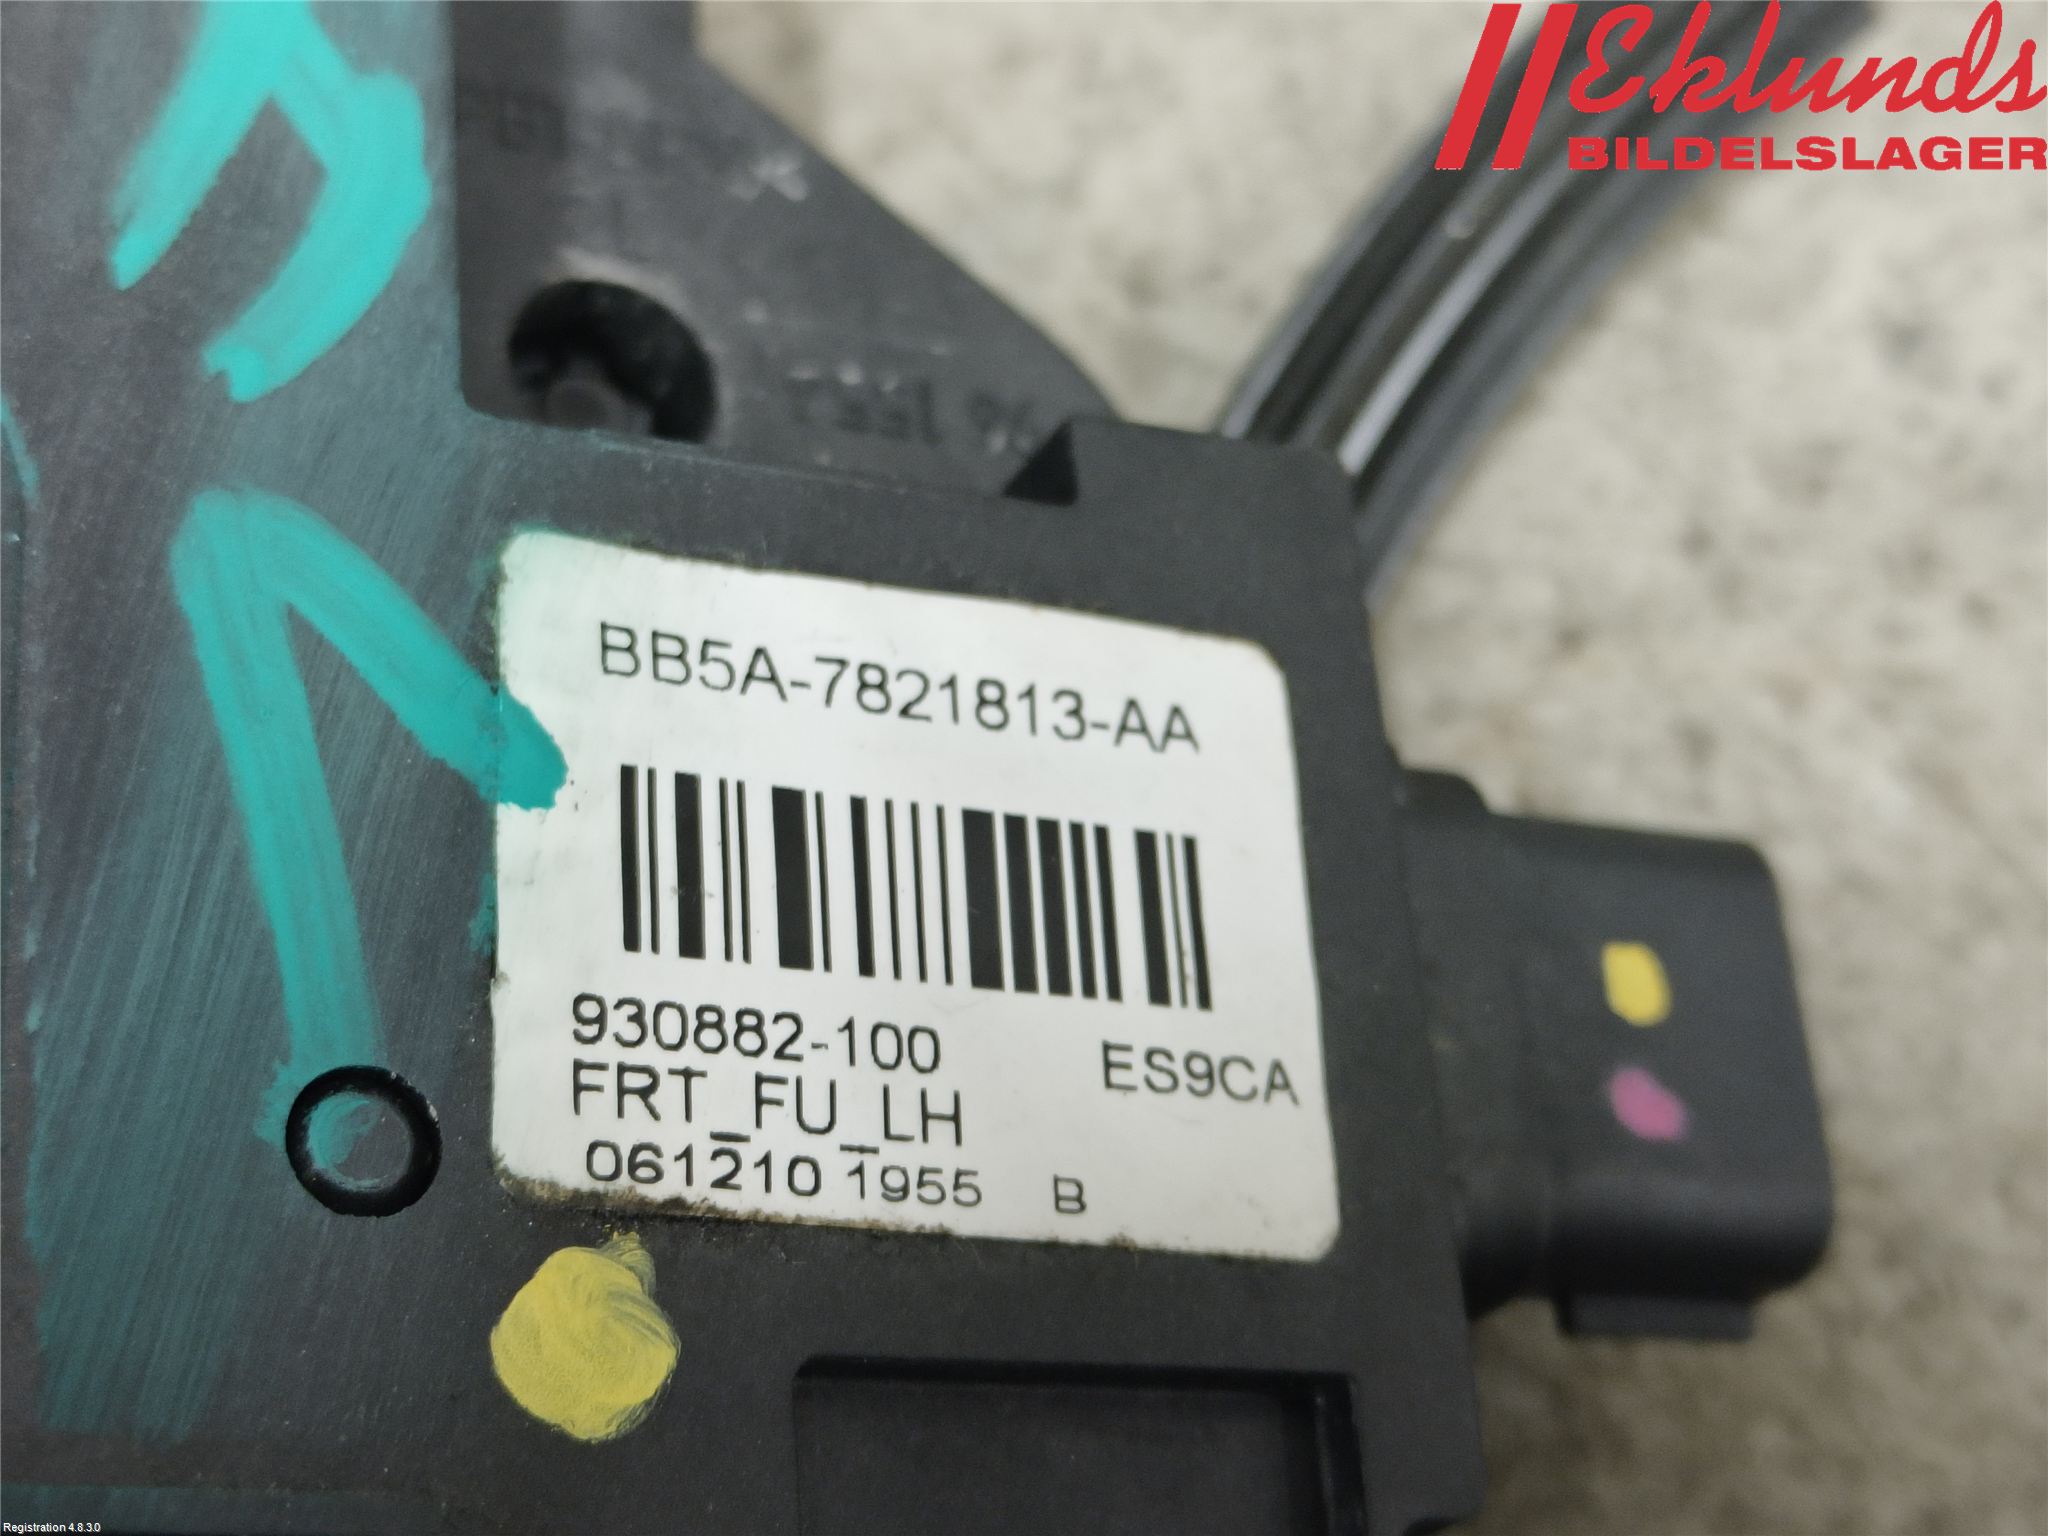 Eklunds
BILDELSLAGER
BB5A-7821813-AA
930882-100
ES9CA
FRT_FU_LH
061210 1955 B
Registration 4.8.3.0